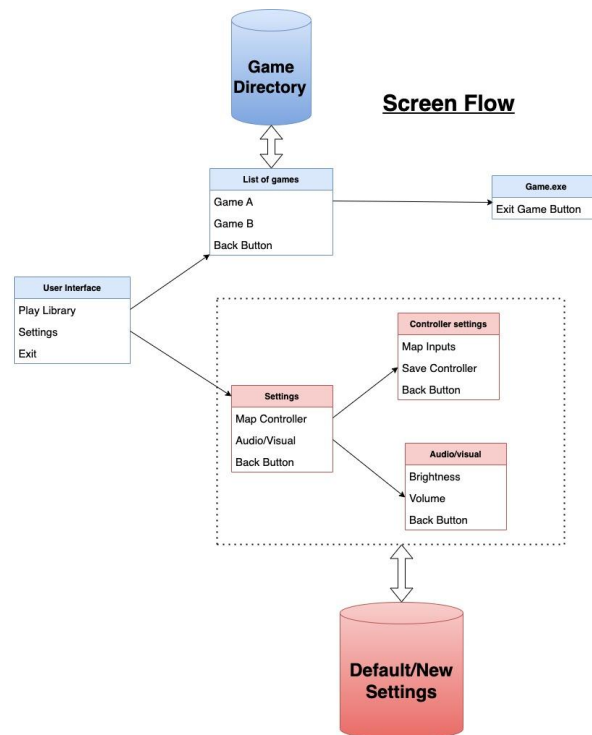 Game
Directory
Screen Flow
List of games
Game A
Game B
Back Button
Game.exe
Exit Game Button
User Interface
Play Library
Settings
Exit
Controller settings
Map Inputs
Save Controller
Back Button
Settings
Map Controller
Audio/Visual
Back Button
Audio/visual
Brightness
Volume
Back Button
Default/New
Settings